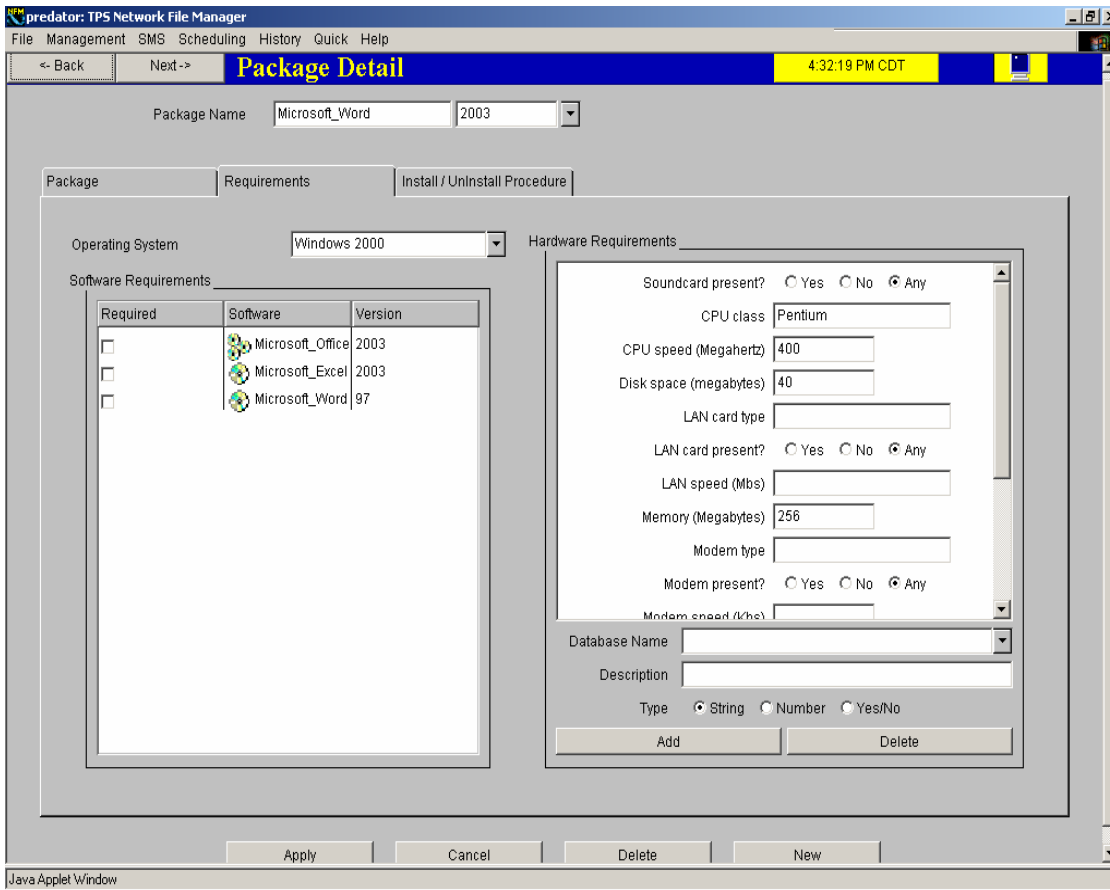 NFM predator: TPS Network File Manager
File Management SMS Scheduling History Quick Help
<- Back Next-> Package Detail 4:32:19 PM CDT
Package Name Microsoft_Word 2003
Package Requirements Install / UnInstall Procedure
Operating System Windows 2000
Software Requirements
Required Software Version
Microsoft_Office 2003
Microsoft_Excel 2003
Microsoft_Word 97
Hardware Requirements
Soundcard present? Yes No Any
CPU class Pentium
CPU speed (Megahertz) 400
Disk space (megabytes) 40
LAN card type
LAN card present? Yes No Any
LAN speed (Mbs)
Memory (Megabytes) 256
Modem type
Modem present? Yes No Any
Modem speed (Kbs)
Database Name
Description
Type String Number Yes/No
Add Delete
Apply Cancel Delete New
Java Applet Window